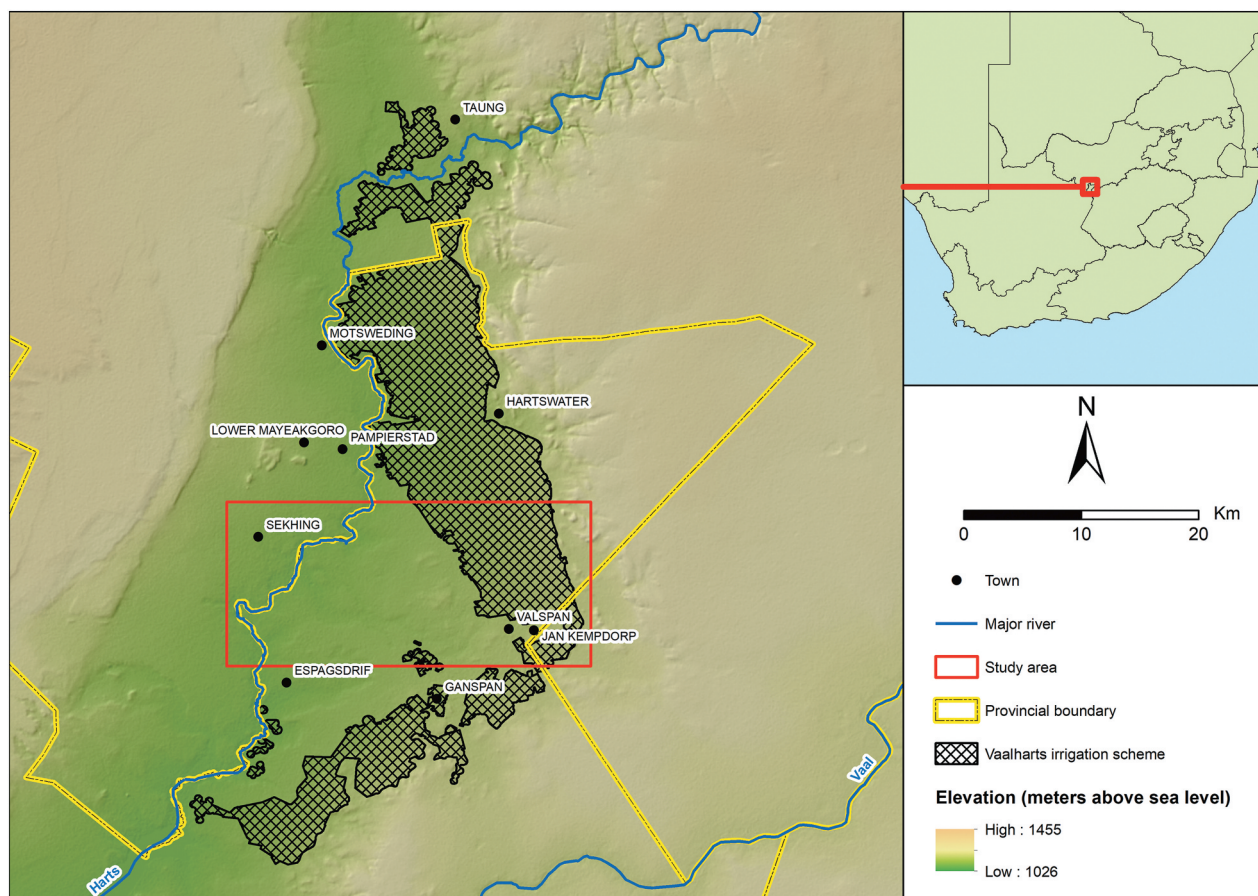 TAUNG
MOTSWEDING
HARTSWATER
LOWER MAYEAKGORO
PAMPIERSTAD
SEKHING
VALSPAN
JAN KEMPDORP
ESPAGSDRIF
GANSPAN
Vaal
Harts
N
Km
0 10 20
Town
Major river
Study area
Provincial boundary
Vaalharts irrigation scheme
Elevation (meters above sea level)
High : 1455
Low : 1026